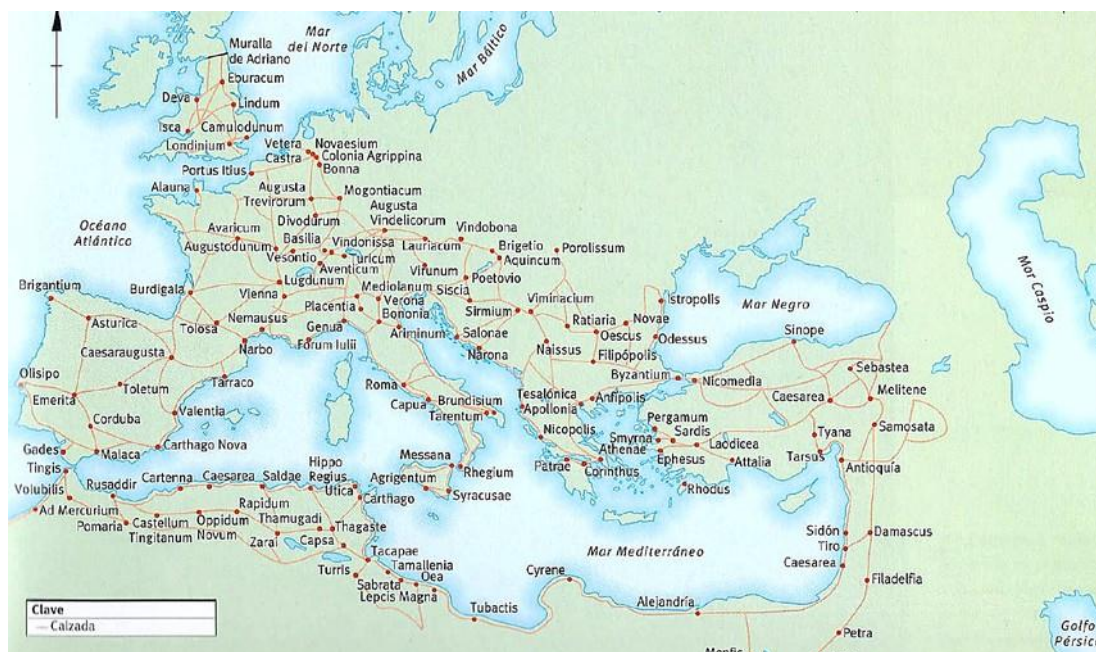 Mar
del Norte
Mar Báltico
Muralla
de Adriano
Eburacum
Deva
Lindum
Isca
Camulodunum
Londinium
Vetera
Castra
Novaesium
Colonia Agrippina
Bonna
Portus Itius
Alauna
Augusta
Trevirorum
Mogontiacum
Divodurum
Augusta
Vindelicorum
Océano
Atlántico
Avaricum
Augustodunum
Basilia
Vesontio
Vindonissa
Turicum
Aventicum
Lauriacum
Vindobona
Brigetio
Aquincum
Porolissum
Virunum
Poetovio
Lugdunum
Vienna
Mediolanum
Verona
Siscia
Placentia
Bononia
Viminacium
Sirmium
Istropolis
Mar Negro
Mar Caspio
Brigantium
Burdigala
Asturica
Tolosa
Nemausus
Genua
Forum Iulii
Ariminum
Salonae
Narona
Ratiaria
Novae
Oescus
Odessus
Sinope
Naissus
Filipópolis
Caesaraugusta
Narbo
Tarraco
Roma
Byzantium
Nicomedia
Sebastea
Caesarea
Melitene
Olisipo
Emerita
Toletum
Valentia
Capua
Brundisium
Tarentum
Tesalónica
Apollonia
Anfipolis
Corduba
Nicopolis
Pergamum
Sardis
Smyrna
Athenae
Laodicea
Tyana
Samosata
Gades
Malaca
Carthago Nova
Messana
Rhegium
Patrae
Corinthus
Ephesus
Attalia
Tarsus
Antioquía
Tingis
Rusaddir
Cartenna
Caesarea
Saldae
Hippo
Regius
Utica
Agrigentum
Syracusae
Rhodus
Volubilis
Carthago
Ad Mercurium
Pomaria
Castellum
Tingitanum
Oppidum
Novum
Rapidum
Thamugadi
Zarai
Thagaste
Capsa
Sidón
Damascus
Tiro
Mar Mediterráneo
Caesarea
Tacapae
Turris
Tamallenia
Sabrata
Oea
Lepcis Magna
Cyrene
Filadelfia
Tubactis
Alejandría
Petra
Clave
Calzada
Golfo
Pérsico